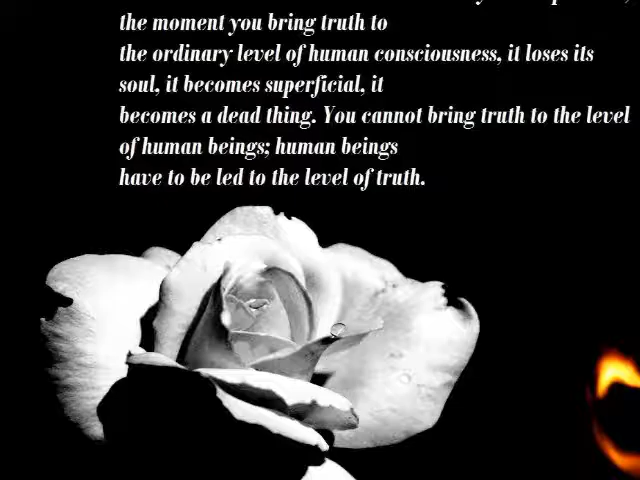 the moment you bring truth to
the ordinary level of human consciousness, it loses its
soul, it becomes superficial, it
becomes a dead thing. You cannot bring truth to the level
of human beings; human beings
have to be led to the level of truth.